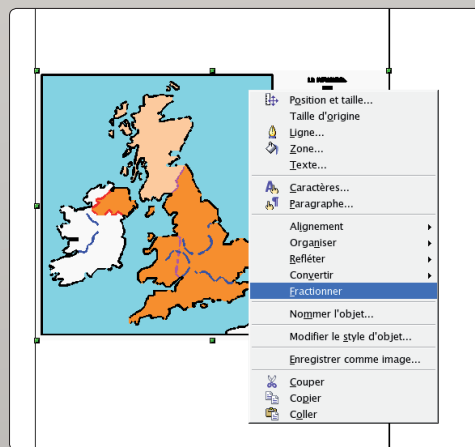 Position et taille...
Taille d'origine
Ligne...
Zone...
Texte...
Caractères...
Paragraphe...
Alignement
Organiser
Refléter
Convertir
Fractionner
Nommer l'objet...
Modifier le style d'objet...
Enregistrer comme image...
Couper
Copier
Coller